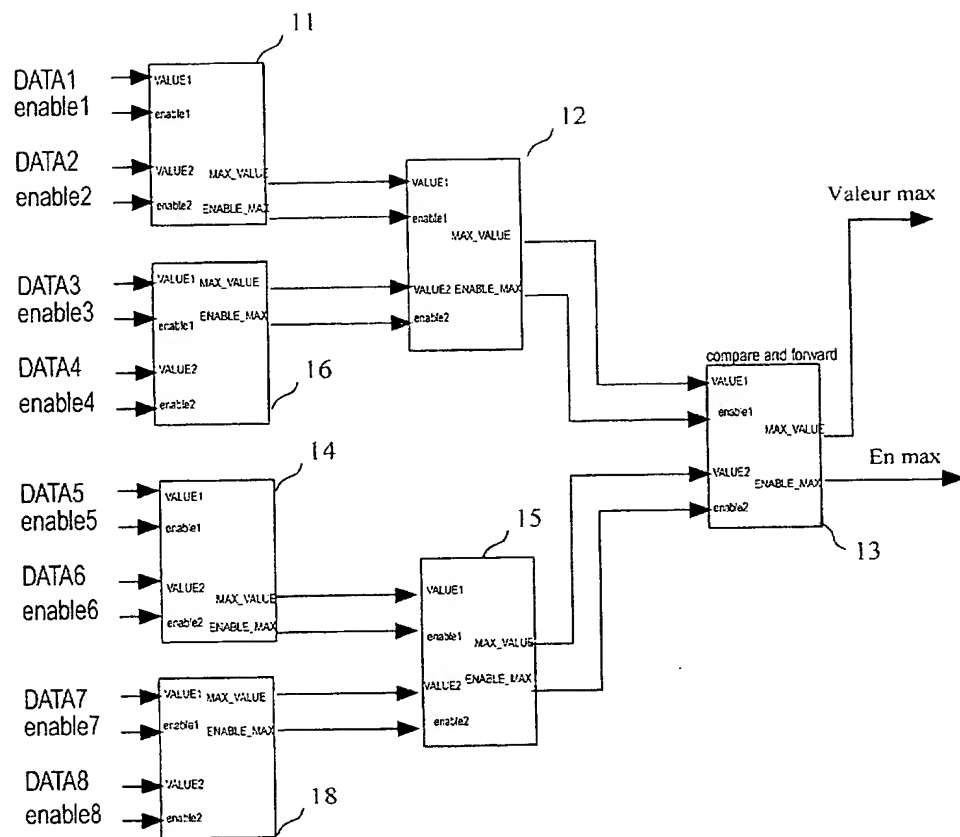 11
DATA1
VALUE1
enable1
enable1
DATA2
VALUE2
MAX_VALUE
enable2
enable2
ENABLE_MAX
12
VALUE1
enable1
MAX_VALUE
VALUE2 ENABLE_MAX
enable2
DATA3
VALUE1 MAX_VALUE
enable3
enable1
ENABLE_MAX
DATA4
VALUE2
enable4
enable2
16
Valeur max
compare and forward
VALUE1
enable1
MAX_VALUE
VALUE2
ENABLE_MAX
enable2
En max
13
14
DATA5
VALUE1
enable5
enable1
DATA6
VALUE2
MAX_VALUE
enable6
enable2
ENABLE_MAX
15
VALUE1
enable1
MAX_VALUE
VALUE2
ENABLE_MAX
enable2
DATA7
VALUE1 MAX_VALUE
enable7
enable1
ENABLE_MAX
DATA8
VALUE2
enable8
enable2
18